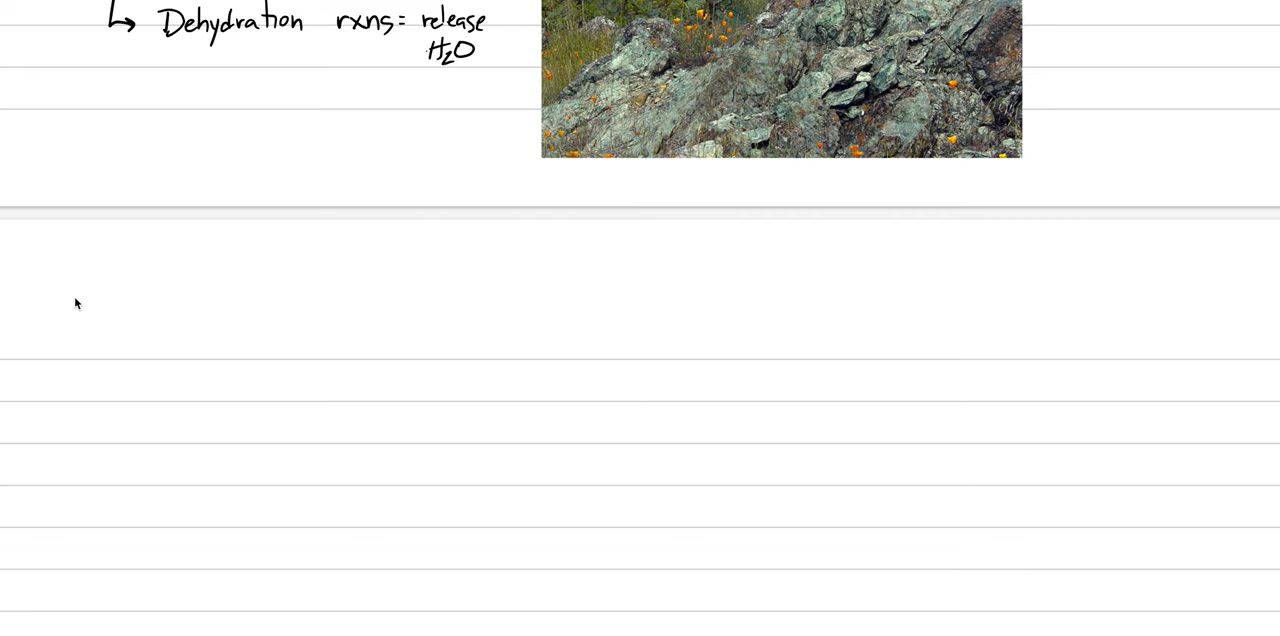 ↳ Dehydration rxns = release
H₂O